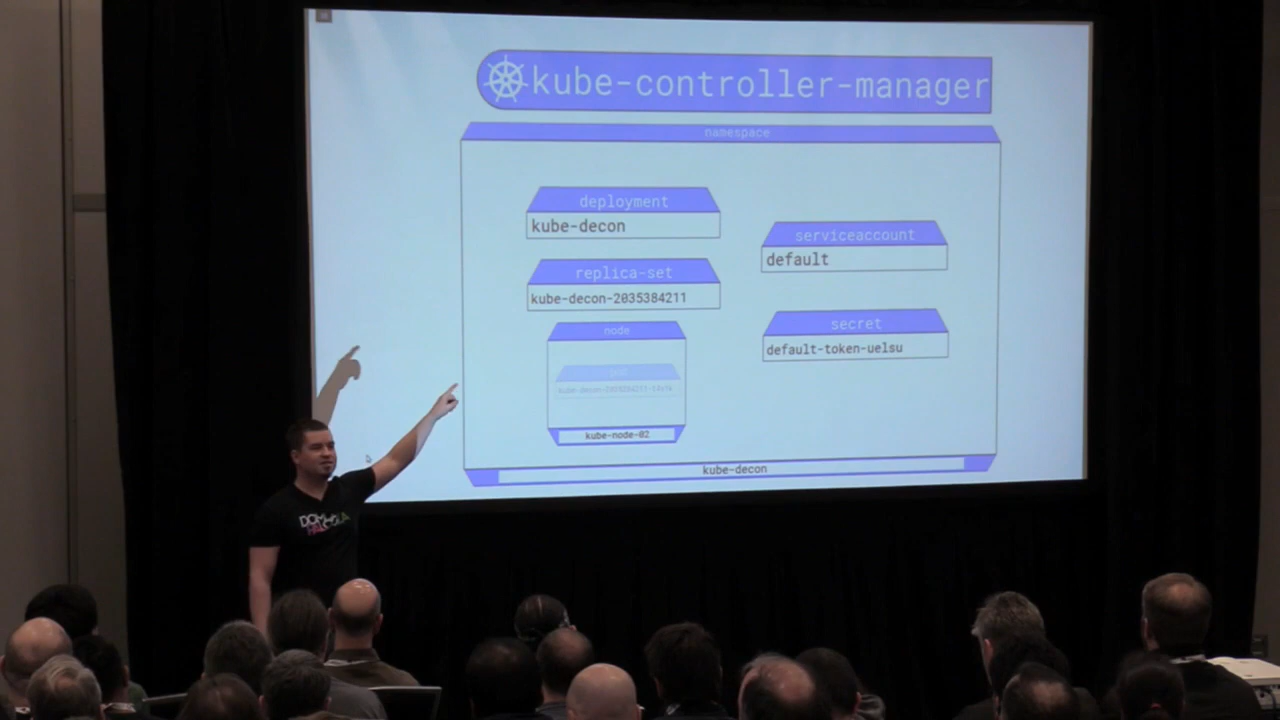 kube-controller-manager
namespace
deployment
kube-decon
serviceaccount
default
replica-set
kube-decon-2035384211
secret
default-token-uelsu
node
pod
kube-node-02
kube-decon